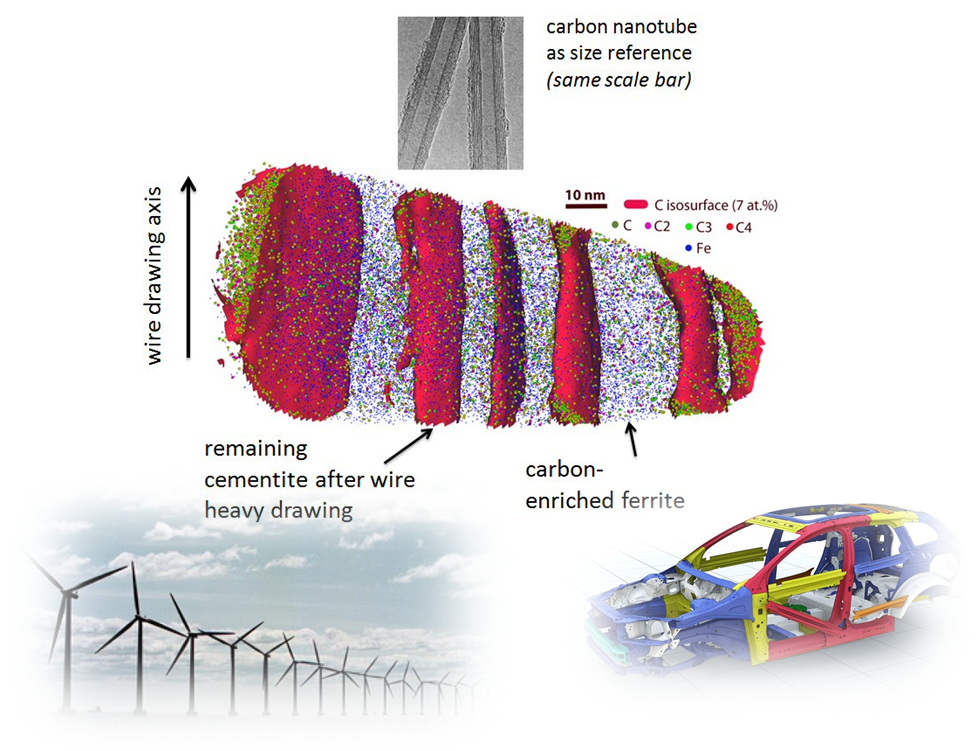 carbon nanotube
as size reference
(same scale bar)
wire drawing axis
10 nm
C isosurface (7 at.%)
C C2 C3 C4
Fe
remaining
cementite after wire
heavy drawing
carbon-
enriched ferrite